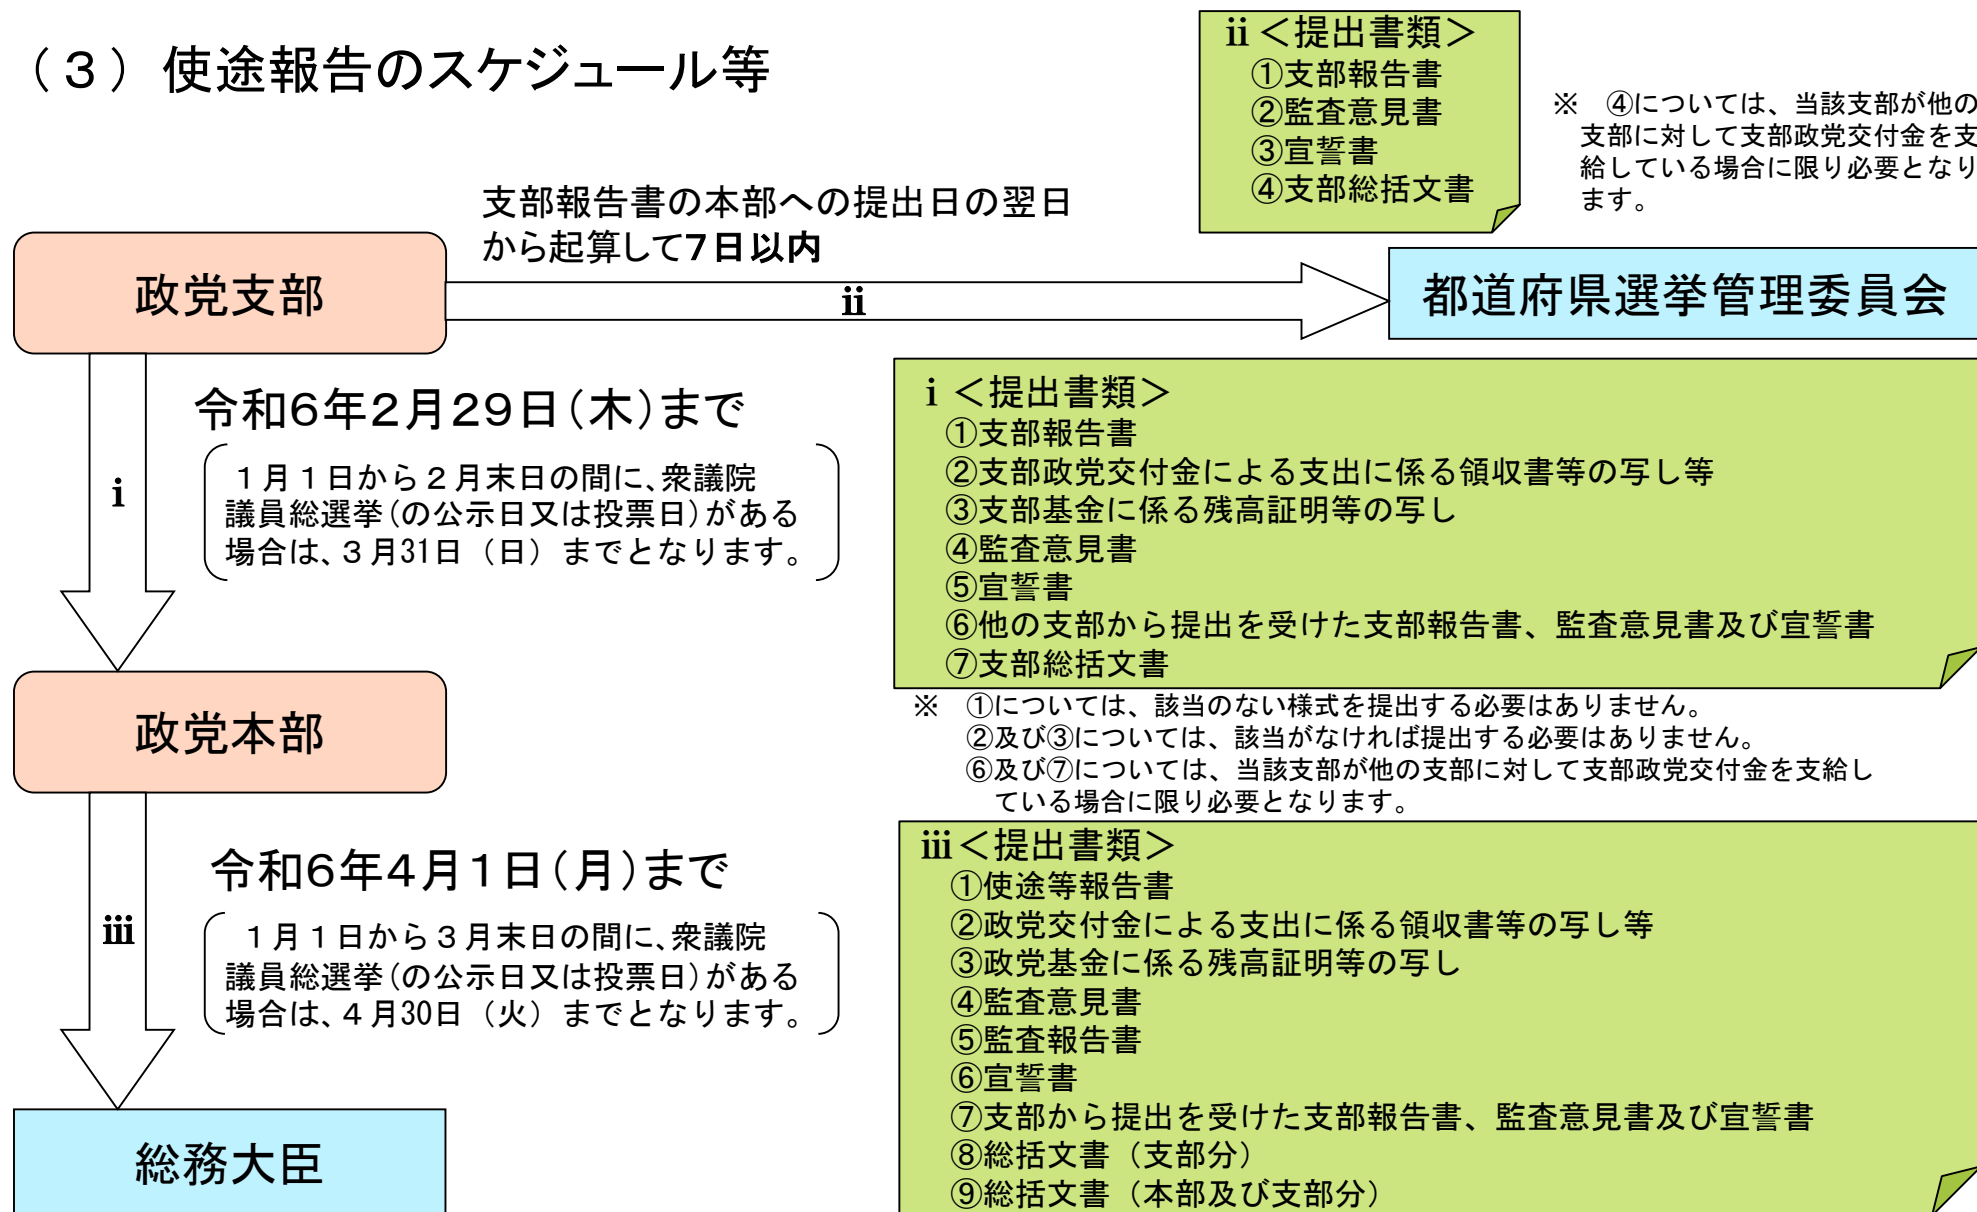 （３）使途報告のスケジュール等
ⅱ＜提出書類＞
①支部報告書
②監査意見書
③宣誓書
④支部総括文書
※　④については、当該支部が他の
支部に対して支部政党交付金を支
給している場合に限り必要となり
ます。
支部報告書の本部への提出日の翌日
から起算して7日以内
政党支部
ⅱ
都道府県選挙管理委員会
令和6年2月29日（木）まで
１月１日から２月末日の間に、衆議院
議員総選挙（の公示日又は投票日）がある
場合は、３月31日（日）までとなります。
ⅰ
ⅰ＜提出書類＞
①支部報告書
②支部政党交付金による支出に係る領収書等の写し等
③支部基金に係る残高証明等の写し
④監査意見書
⑤宣誓書
⑥他の支部から提出を受けた支部報告書、監査意見書及び宣誓書
⑦支部総括文書
※　①については、該当のない様式を提出する必要はありません。
②及び③については、該当がなければ提出する必要はありません。
⑥及び⑦については、当該支部が他の支部に対して支部政党交付金を支給し
ている場合に限り必要となります。
政党本部
令和6年4月1日（月）まで
１月１日から３月末日の間に、衆議院
議員総選挙（の公示日又は投票日）がある
場合は、４月30日（火）までとなります。
ⅲ
ⅲ＜提出書類＞
①使途等報告書
②政党交付金による支出に係る領収書等の写し等
③政党基金に係る残高証明等の写し
④監査意見書
⑤監査報告書
⑥宣誓書
⑦支部から提出を受けた支部報告書、監査意見書及び宣誓書
⑧総括文書（支部分）
⑨総括文書（本部及び支部分）
総務大臣